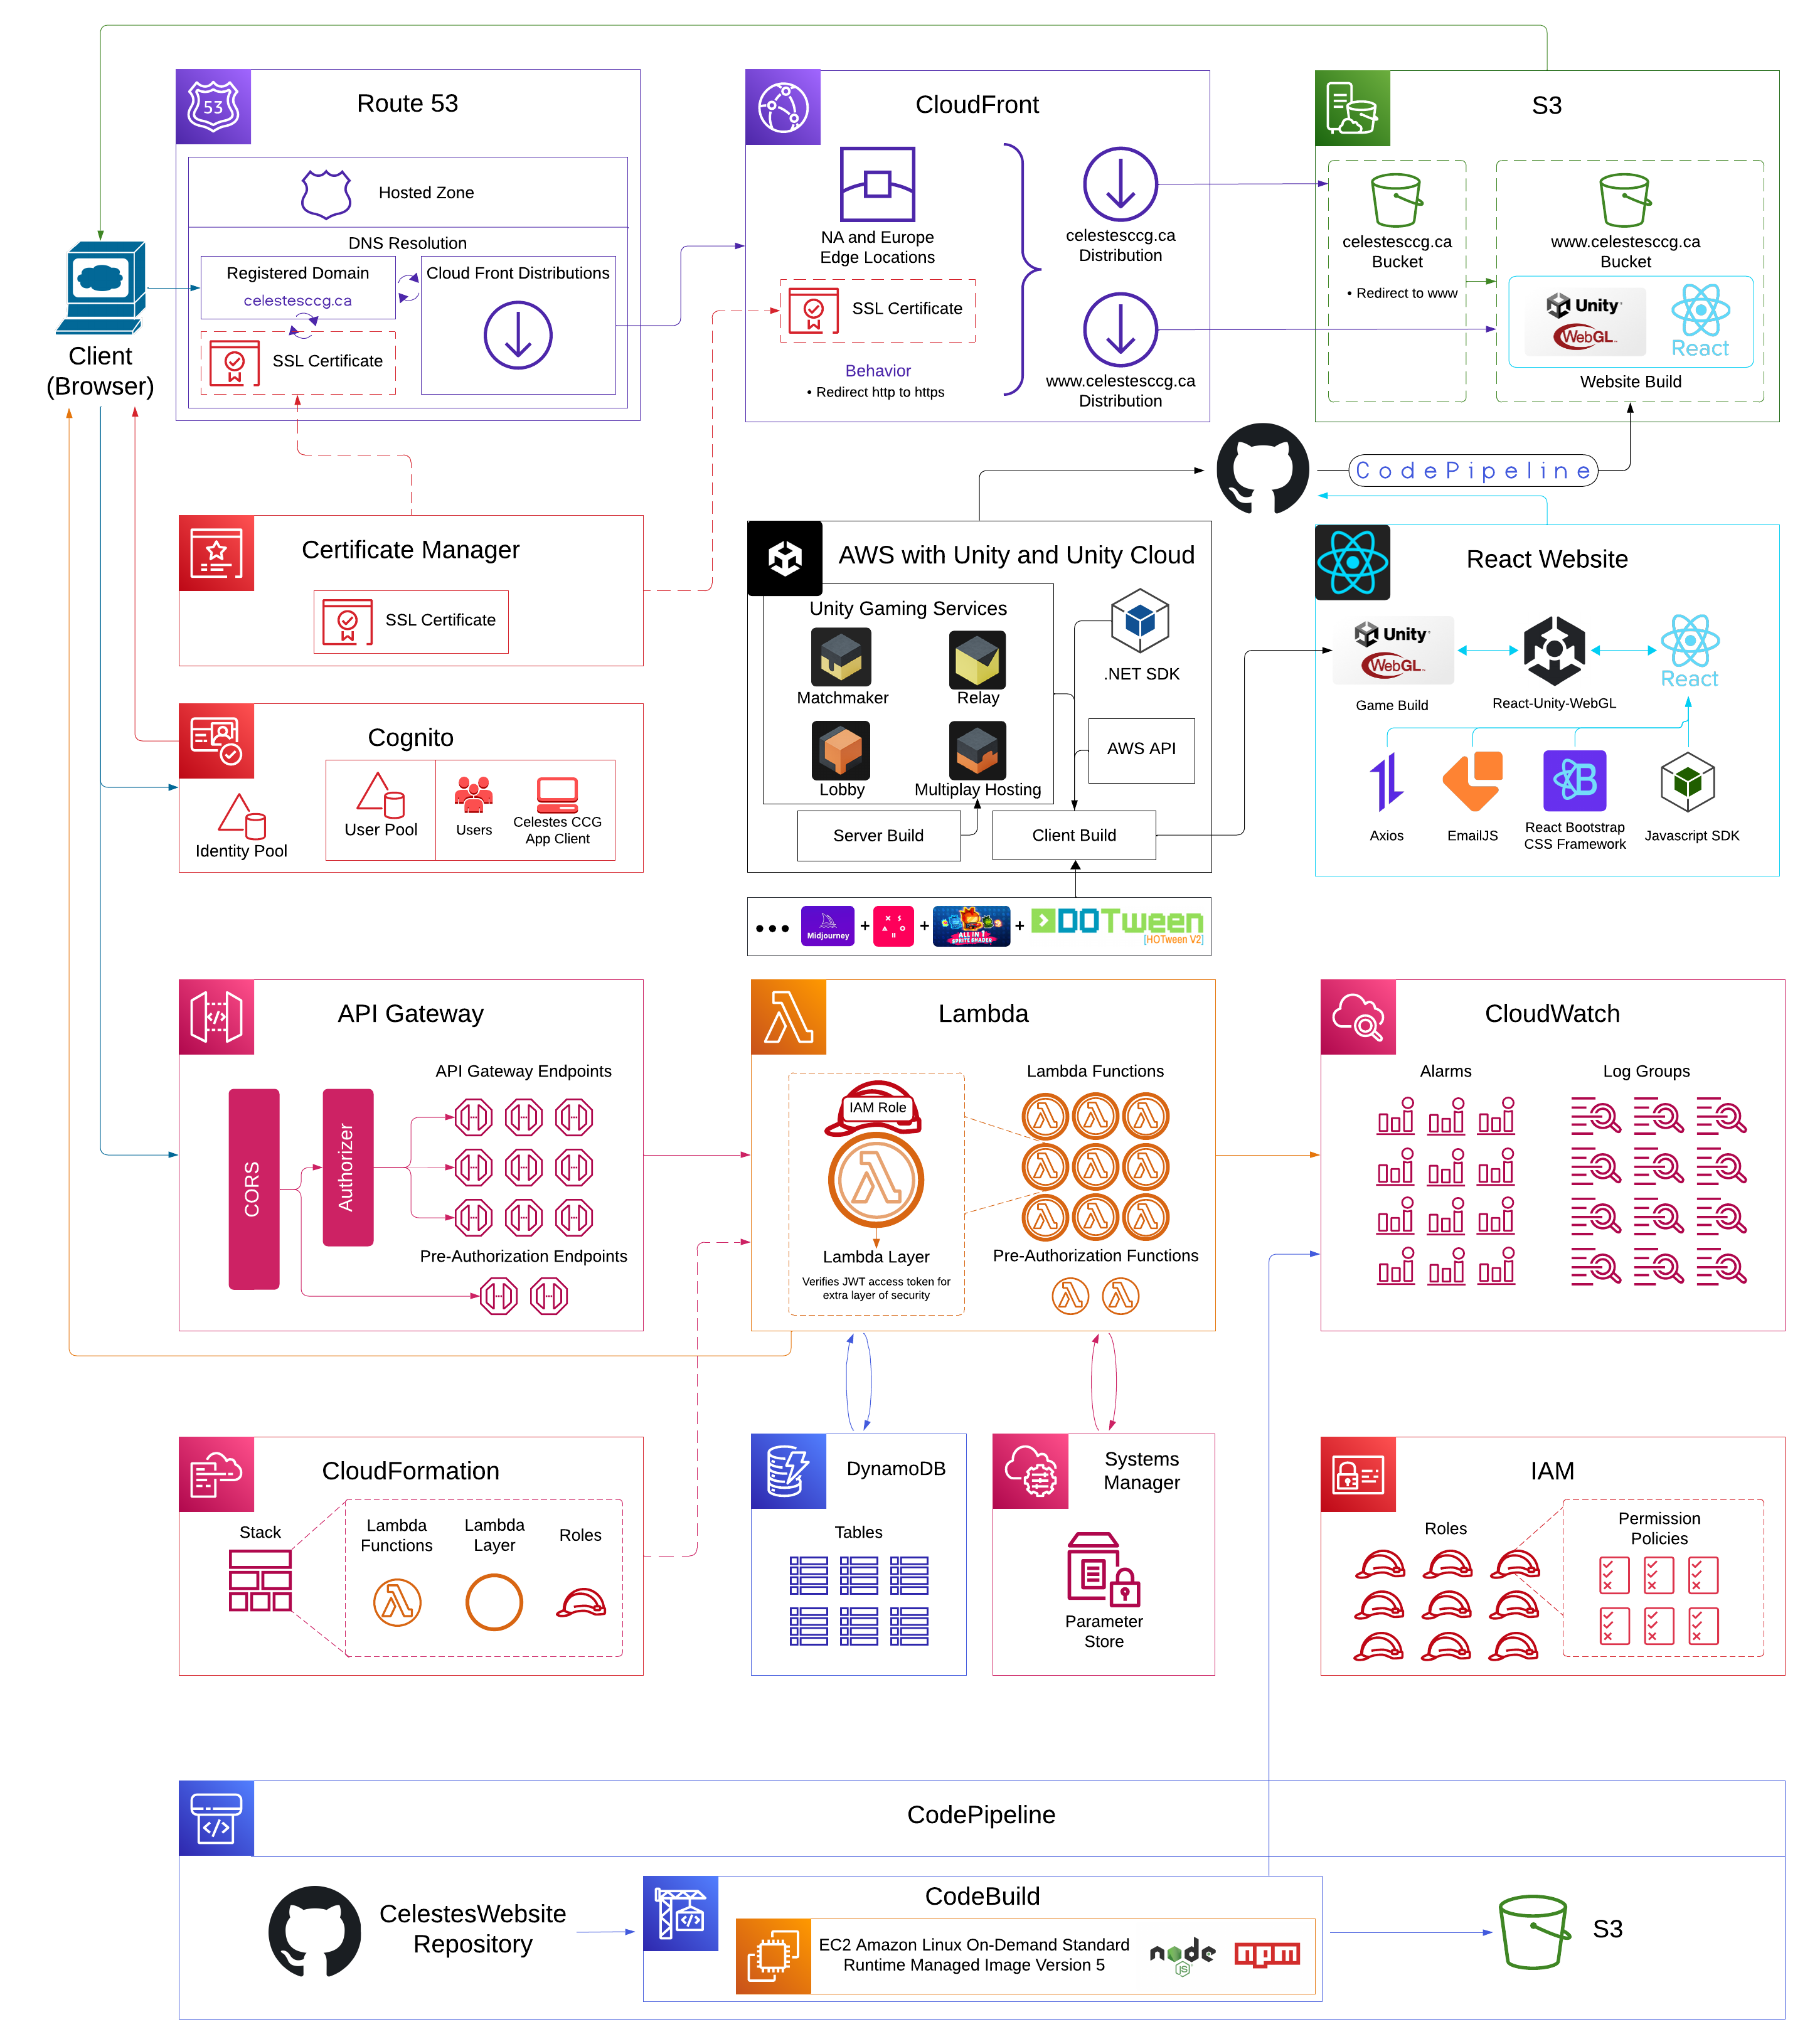 Route 53
53
Hosted Zone
DNS Resolution
Registered Domain
celestesccg.ca
SSL Certificate
Cloud Front Distributions
Client
(Browser)
CloudFront
NA and Europe
Edge Locations
SSL Certificate
Behavior
• Redirect http to https
celestesccg.ca
Distribution
www.celestesccg.ca
Distribution
S3
celestesccg.ca
Bucket
• Redirect to www
www.celestesccg.ca
Bucket
Unity
WebGL
React
Website Build
CodePipeline
Certificate Manager
SSL Certificate
Cognito
Identity Pool
User Pool
Users
Celestes CCG
App Client
AWS with Unity and Unity Cloud
Unity Gaming Services
Matchmaker
Relay
Lobby
Multiplay Hosting
.NET SDK
AWS API
Server Build
Client Build
Midjourney
+
+
ALL IN 1
SPRITE SHADER
+
DOTween
[HOTween V2]
React Website
Unity
WebGL
Game Build
React-Unity-WebGL
React
Axios
EmailJS
React Bootstrap
CSS Framework
Javascript SDK
API Gateway
CORS
Authorizer
API Gateway Endpoints
Pre-Authorization Endpoints
Lambda
IAM Role
Lambda Layer
Verifies JWT access token for
extra layer of security
Lambda Functions
Pre-Authorization Functions
CloudWatch
Alarms
Log Groups
CloudFormation
Stack
Lambda
Functions
Lambda
Layer
Roles
DynamoDB
Tables
Systems
Manager
Parameter
Store
IAM
Roles
Permission
Policies
CodePipeline
CelestesWebsite
Repository
CodeBuild
EC2 Amazon Linux On-Demand Standard
Runtime Managed Image Version 5
node
JS
npm
S3